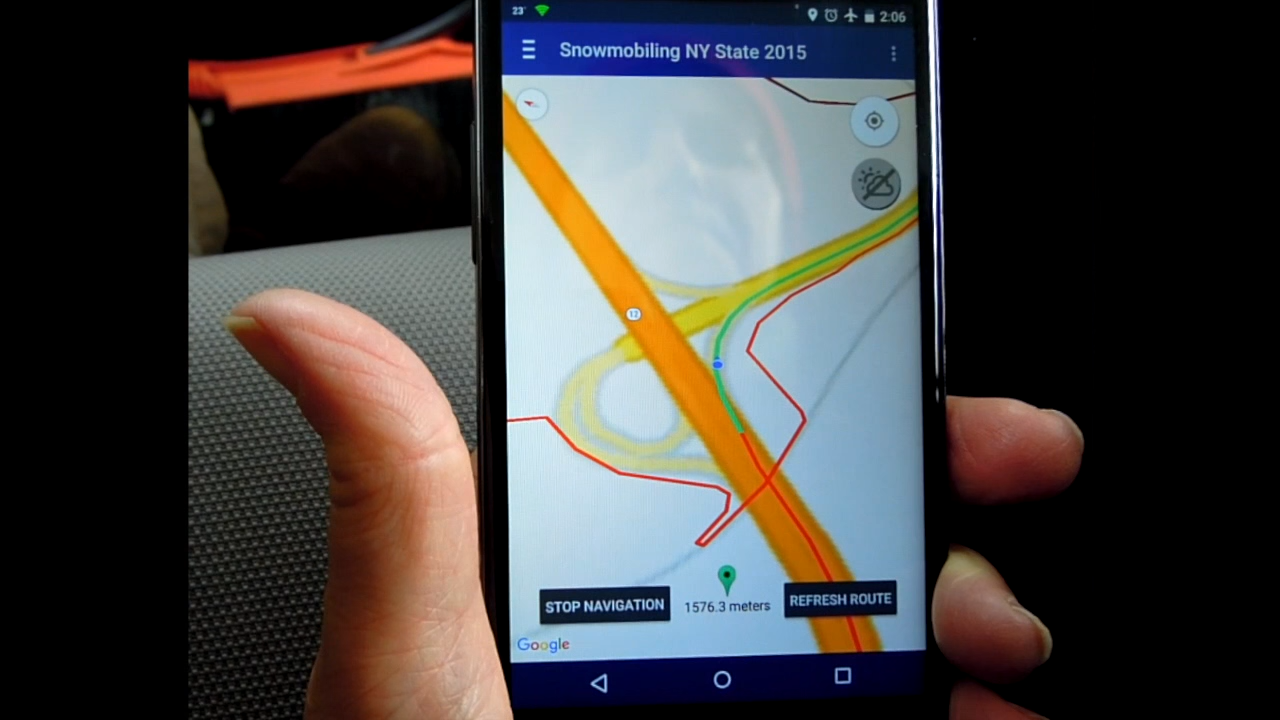 23°
2:06
Snowmobiling NY State 2015
12
STOP NAVIGATION
1576.3 meters
REFRESH ROUTE
Google